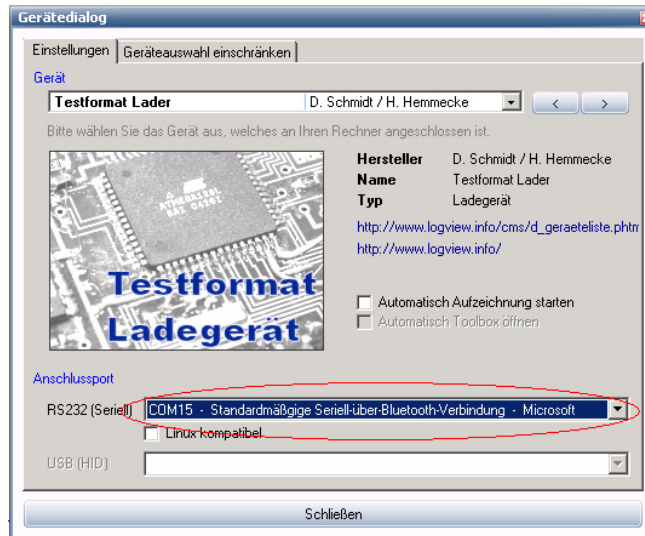 Gerätedialog
Einstellungen Geräteauswahl einschränken
Gerät
Testformat Lader D. Schmidt / H. Hemmecke < >
Bitte wählen Sie das Gerät aus, welches an Ihren Rechner angeschlossen ist.
Hersteller D. Schmidt / H. Hemmecke
Name Testformat Lader
Typ Ladegerät
http://www.logview.info/cms/d_geraeteliste.phtm
http://www.logview.info/
Testformat
Ladegerät
Automatisch Aufzeichnung starten
Automatisch Toolbox öffnen
Anschlussport
RS232 (Seriell) COM15 - Standardmäßgige Seriell-über-Bluetooth-Verbindung - Microsoft
Linux kompatibel
USB (HID)
Schließen